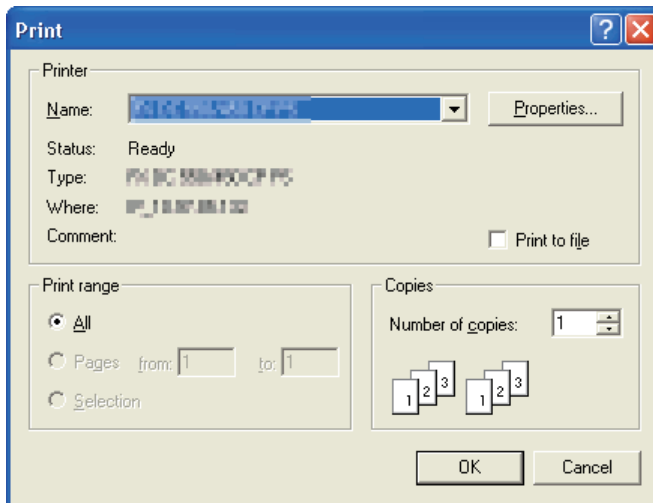 Print
Printer
Name:
Properties...
Status: Ready
Type:
Where:
Comment:
Print to file
Print range
All
Pages from: 1 to: 1
Selection
Copies
Number of copies: 1
1 2 3 1 2 3
OK Cancel